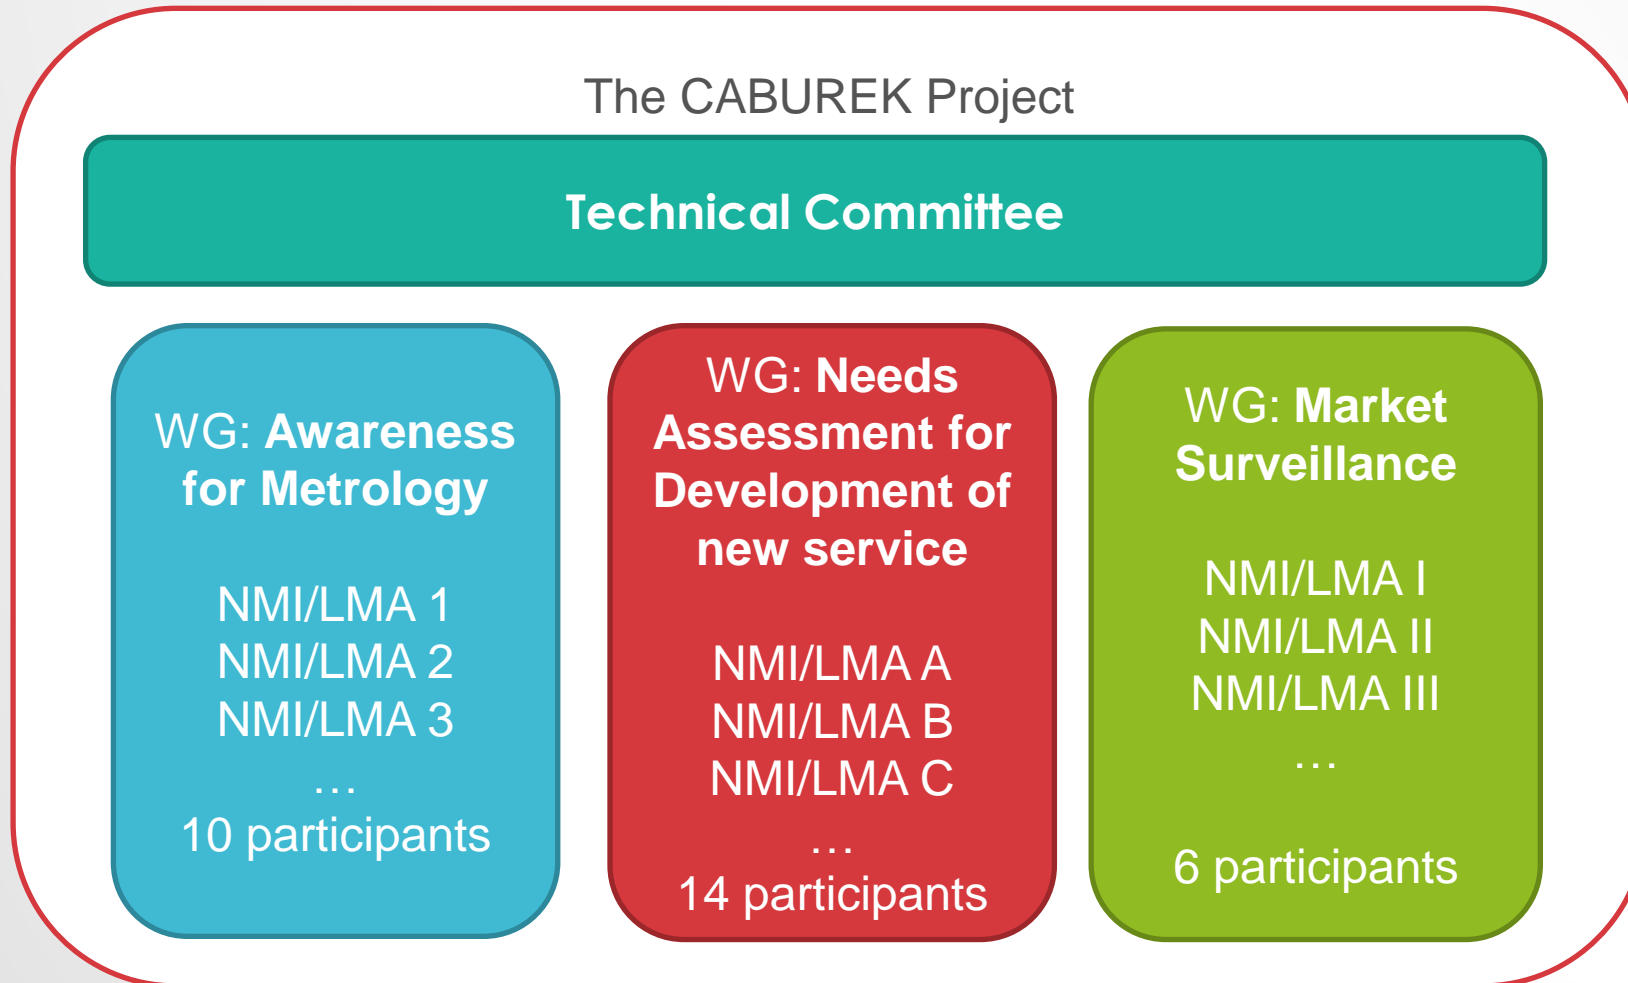 The CABUREK Project
Technical Committee
WG: Awareness
for Metrology
NMI/LMA 1
NMI/LMA 2
NMI/LMA 3
…
10 participants
WG: Needs
Assessment for
Development of
new service
NMI/LMA A
NMI/LMA B
NMI/LMA C
…
14 participants
WG: Market
Surveillance
NMI/LMA I
NMI/LMA II
NMI/LMA III
…
6 participants